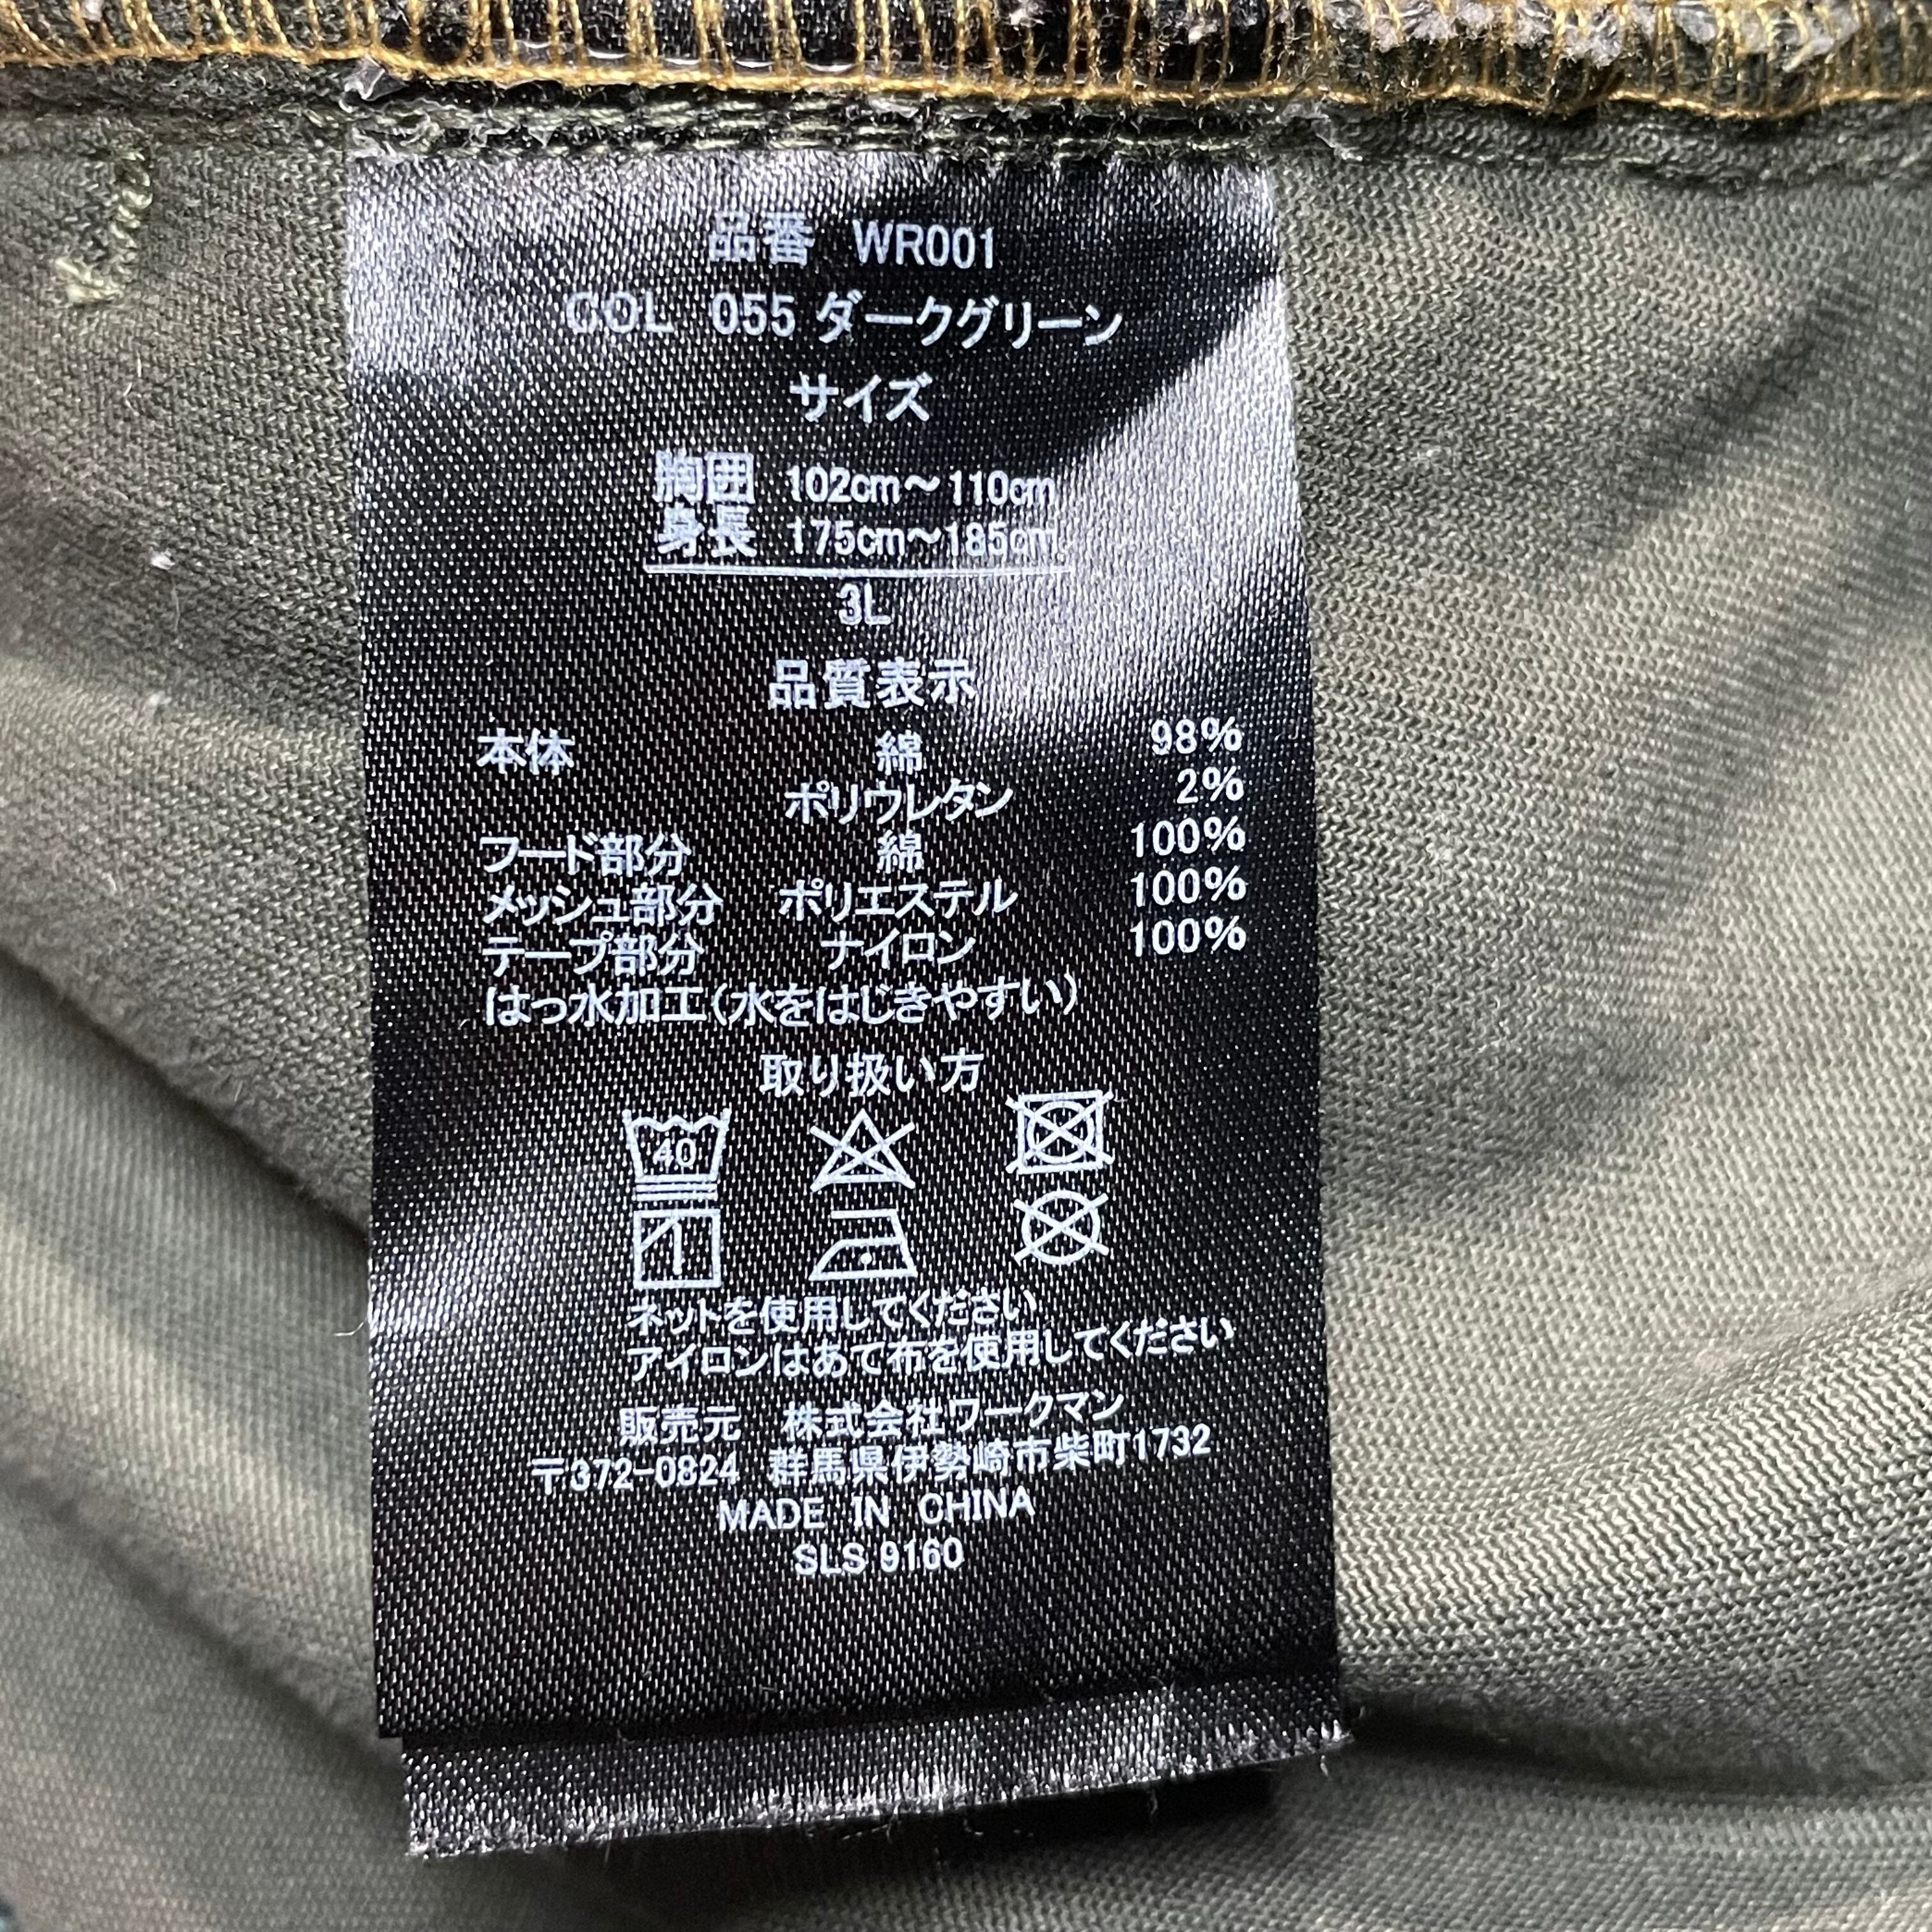 品番 WR001
COL 055 ダークグリーン
サイズ
胸囲 102cm～110cm
身長 175cm～185cm
3L
品質表示
本体 綿 98%
ポリウレタン 2%
フード部分 綿 100%
メッシュ部分 ポリエステル 100%
テープ部分 ナイロン 100%
はっ水加工(水をはじきやすい)
取り扱い方
40
ネットを使用してください
アイロンはあて布を使用してください
販売元 株式会社ワークマン
〒372-0824 群馬県伊勢崎市柴町1732
MADE IN CHINA
SLS 9160